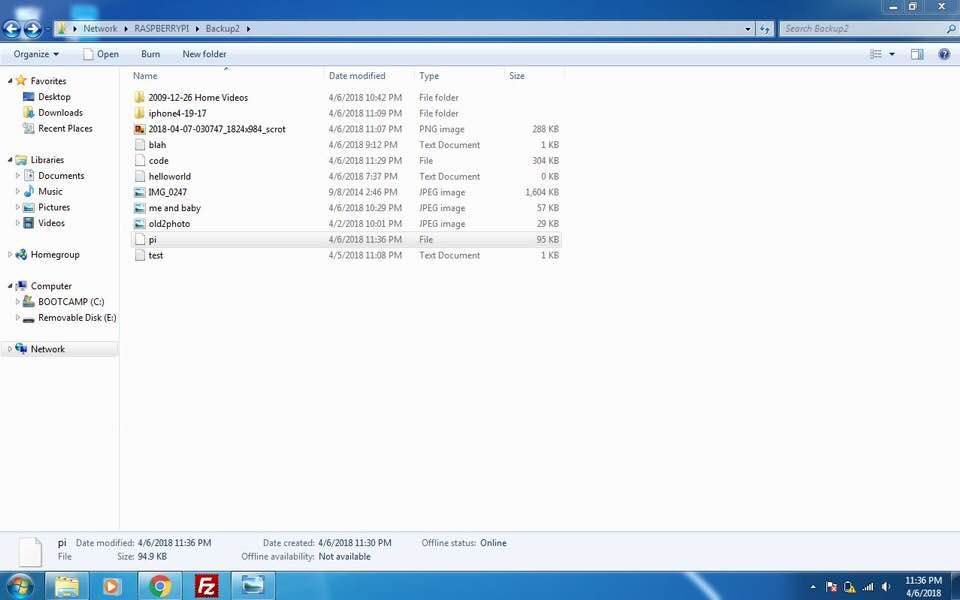 Network RASPBERRYPI Backup2
Search Backup2
Organize Open Burn New folder
Name Date modified Type Size
Favorites
Desktop
Downloads
Recent Places
Libraries
Documents
Music
Pictures
Videos
Homegroup
Computer
BOOTCAMP (C:)
Removable Disk (E:)
Network
2009-12-26 Home Videos 4/6/2018 10:42 PM File folder
iphone4-19-17 4/6/2018 11:09 PM File folder
2018-04-07-030747_1824x984_scrot 4/6/2018 11:07 PM PNG image 288 KB
blah 4/6/2018 9:12 PM Text Document 1 KB
code 4/6/2018 11:29 PM File 304 KB
helloworld 4/6/2018 7:37 PM Text Document 0 KB
IMG_0247 9/8/2014 2:46 PM JPEG image 1,604 KB
me and baby 4/6/2018 10:29 PM JPEG image 57 KB
old2photo 4/2/2018 10:01 PM JPEG image 29 KB
pi 4/6/2018 11:36 PM File 95 KB
test 4/5/2018 11:08 PM Text Document 1 KB
pi Date modified: 4/6/2018 11:36 PM Date created: 4/6/2018 11:30 PM Offline status: Online
File Size: 94.9 KB Offline availability: Not available
Fz
11:36 PM
4/6/2018